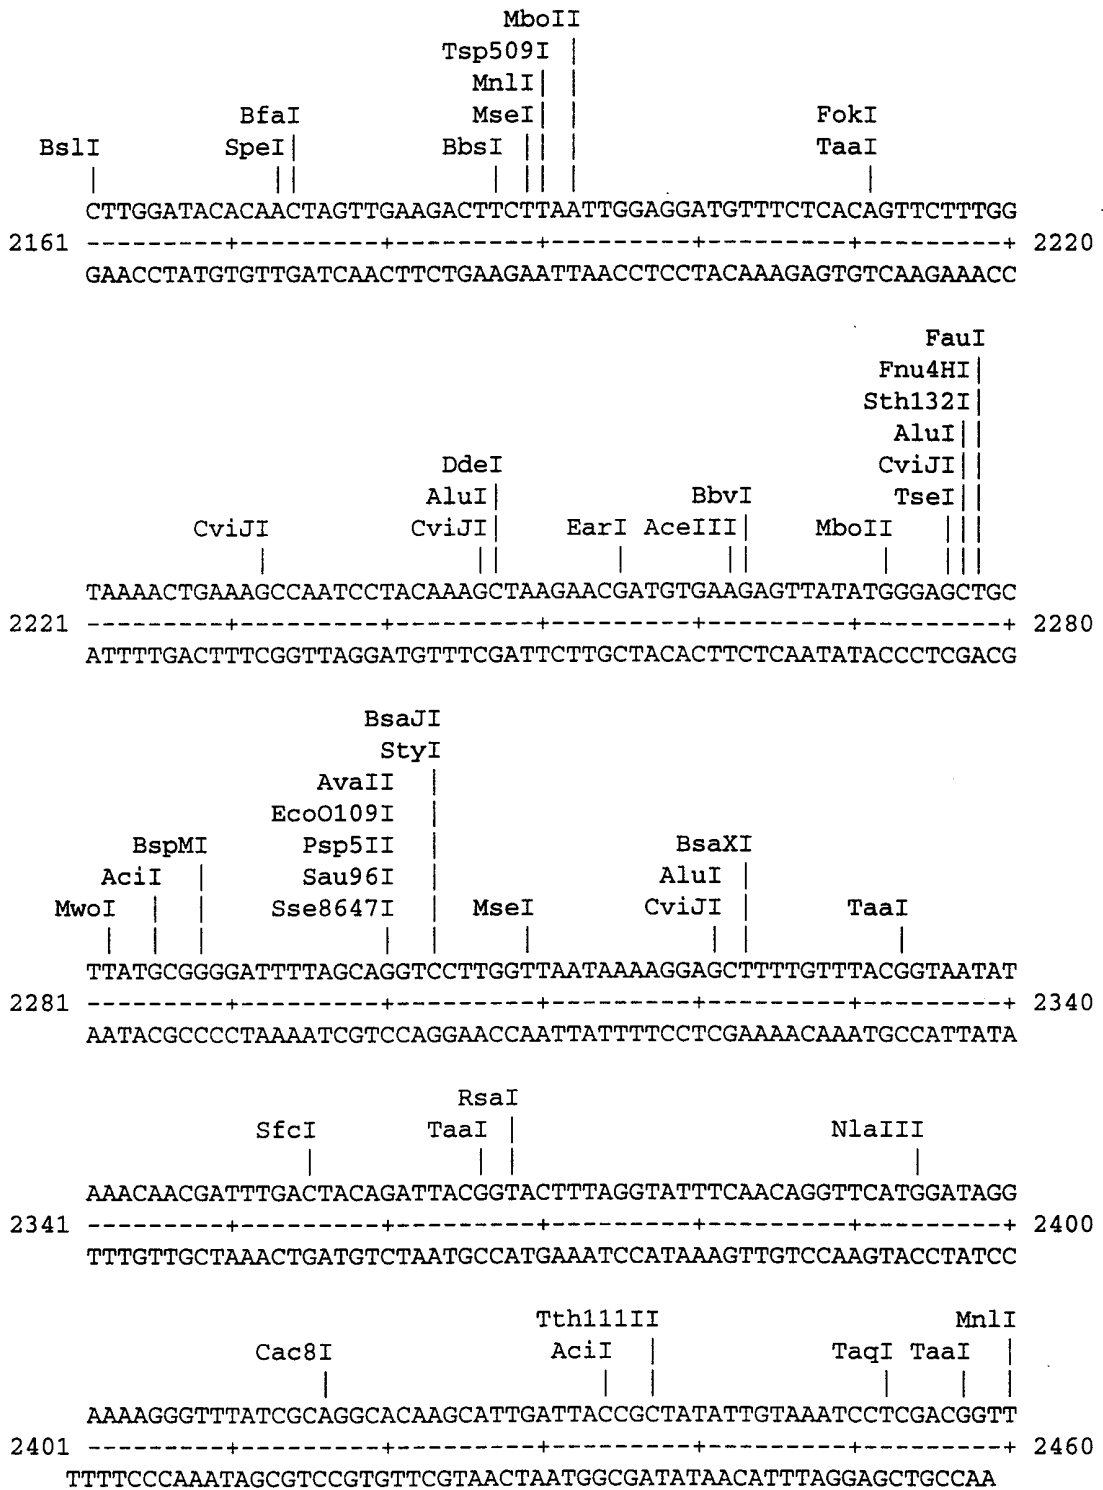 MboII
Tsp509I |
MnlI| |
BfaI MseI| | FokI
BslI SpeI| BbsI || | TaaI
| || | || | |
CTTGGATACACAACTAGTTGAAGACTTCTTAATTGGAGGATGTTTCTCACAGTTCTTTGG
2161 ---------+---------+---------+---------+---------+---------+ 2220
GAACCTATGTGTTGATCAACTTCTGAAGAATTAACCTCCTACAAAGAGTGTCAAGAAACC
FauI
Fnu4HI|
Sth132I|
AluI||
DdeI CviJI||
AluI| BbvI TseI||
CviJI CviJI| EarI AceIII| MboII |||
| || | || | |||
TAAAACTGAAAGCCAATCCTACAAAGCTAAGAACGATGTGAAGAGTTATATGGGAGCTGC
2221 ---------+---------+---------+---------+---------+---------+ 2280
ATTTTGACTTTCGGTTAGGATGTTTCGATTCTTGCTACACTTCTCAATATACCCTCGACG
BsaJI
StyI
AvaII |
EcoO109I |
BspMI Psp5II | BsaXI
AciI | Sau96I | AluI |
MwoI | | Sse8647I | MseI CviJI | TaaI
| | | | | | | | |
TTATGCGGGGATTTTAGCAGGTCCTTGGTTAATAAAAGGAGCTTTTGTTTACGGTAATAT
2281 ---------+---------+---------+---------+---------+---------+ 2340
AATACGCCCCTAAAATCGTCCAGGAACCAATTATTTTCCTCGAAAACAAATGCCATTATA
RsaI
SfcI TaaI | NlaIII
| | | |
AAACAACGATTTGACTACAGATTACGGTACTTTAGGTATTTCAACAGGTTCATGGATAGG
2341 ---------+---------+---------+---------+---------+---------+ 2400
TTTGTTGCTAAACTGATGTCTAATGCCATGAAATCCATAAAGTTGTCCAAGTACCTATCC
Tth111II MnlI
Cac8I AciI | TaqI TaaI |
| | | | | |
AAAAGGGTTTATCGCAGGCACAAGCATTGATTACCGCTATATTGTAAATCCTCGACGGTT
2401 ---------+---------+---------+---------+---------+---------+ 2460
TTTTCCCAAATAGCGTCCGTGTTCGTAACTAATGGCGATATAACATTTAGGAGCTGCCAA